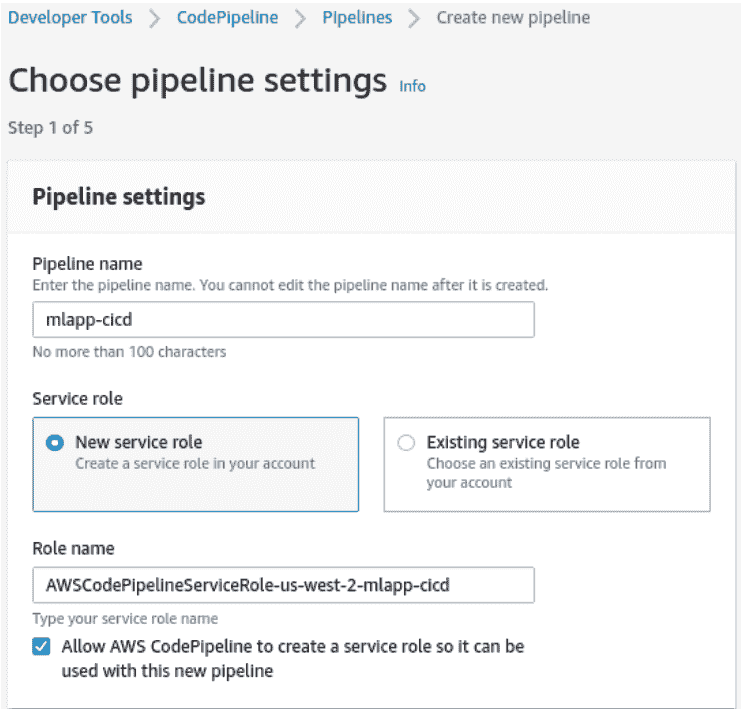 Developer Tools > CodePipeline > Pipelines > Create new pipeline
Choose pipeline settings Info
Step 1 of 5
Pipeline settings
Pipeline name
Enter the pipeline name. You cannot edit the pipeline name after it is created.
mlapp-cicd
No more than 100 characters
Service role
New service role
Create a service role in your account
Existing service role
Choose an existing service role from
your account
Role name
AWSCodePipelineServiceRole-us-west-2-mlapp-cicd
Type your service role name
Allow AWS CodePipeline to create a service role so it can be
used with this new pipeline